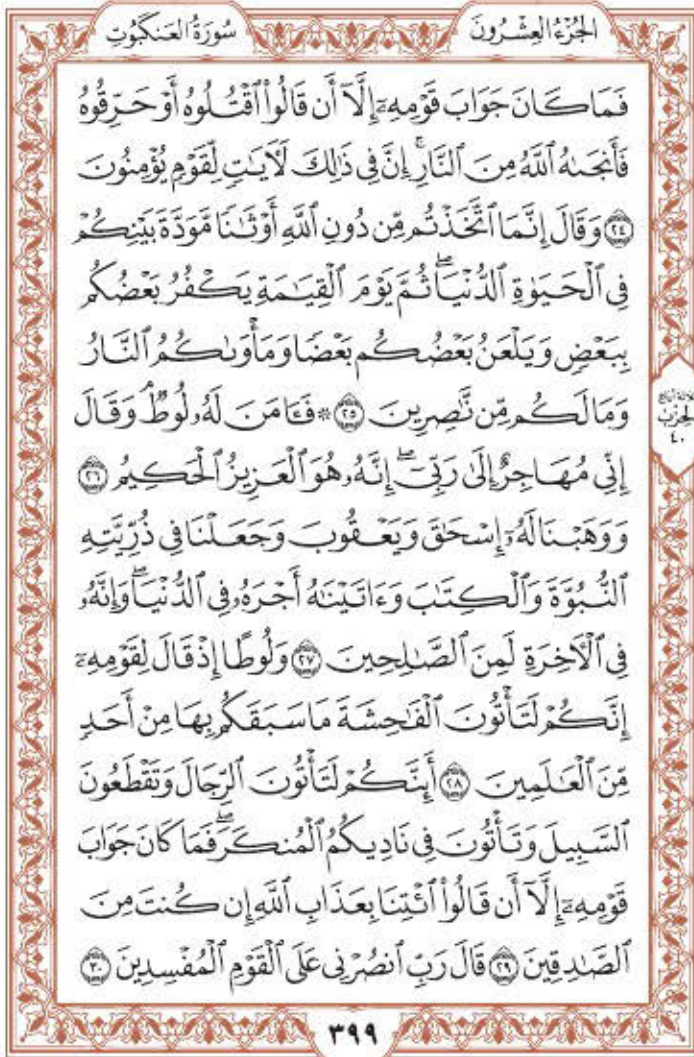 الجُزْءُ العِشْرُونَ
سُورَةُ العَنكَبُوتِ
فَمَا كَانَ جَوَابَ قَوْمِهِۦٓ إِلَّآ أَن قَالُوا۟ ٱقْتُلُوهُ أَوْ حَرِّقُوهُ
فَأَنجَىٰهُ ٱللَّهُ مِنَ ٱلنَّارِۚ إِنَّ فِى ذَٰلِكَ لَءَايَـٰتٍ لِّقَوْمٍ يُؤْمِنُونَ
٢٤ وَقَالَ إِنَّمَا ٱتَّخَذْتُم مِّن دُونِ ٱللَّهِ أَوْثَـٰنًا مَّوَدَّةَ بَيْنِكُمْ
فِى ٱلْحَيَوٰةِ ٱلدُّنْيَاۖ ثُمَّ يَوْمَ ٱلْقِيَـٰمَةِ يَكْفُرُ بَعْضُكُم
بِبَعْضٍ وَيَلْعَنُ بَعْضُكُم بَعْضًا وَمَأْوَىٰكُمُ ٱلنَّارُ
وَمَا لَكُم مِّن نَّـٰصِرِينَ ٢٥ ۞ فَـَٔامَنَ لَهُۥ لُوطٌۘ وَقَالَ
إِنِّى مُهَاجِرٌ إِلَىٰ رَبِّىٓۖ إِنَّهُۥ هُوَ ٱلْعَزِيزُ ٱلْحَكِيمُ ٢٦
وَوَهَبْنَا لَهُۥٓ إِسْحَـٰقَ وَيَعْقُوبَ وَجَعَلْنَا فِى ذُرِّيَّتِهِ
ٱلنُّبُوَّةَ وَٱلْكِتَـٰبَ وَءَاتَيْنَـٰهُ أَجْرَهُۥ فِى ٱلدُّنْيَاۖ وَإِنَّهُۥ
فِى ٱلْـَٔاخِرَةِ لَمِنَ ٱلصَّـٰلِحِينَ ٢٧ وَلُوطًا إِذْ قَالَ لِقَوْمِهِۦٓ
إِنَّكُمْ لَتَأْتُونَ ٱلْفَـٰحِشَةَ مَا سَبَقَكُم بِهَا مِنْ أَحَدٍ
مِّنَ ٱلْعَـٰلَمِينَ ٢٨ أَئِنَّكُمْ لَتَأْتُونَ ٱلرِّجَالَ وَتَقْطَعُونَ
ٱلسَّبِيلَ وَتَأْتُونَ فِى نَادِيكُمُ ٱلْمُنكَرَۖ فَمَا كَانَ جَوَابَ
قَوْمِهِۦٓ إِلَّآ أَن قَالُوا۟ ٱئْتِنَا بِعَذَابِ ٱللَّهِ إِن كُنتَ مِنَ
ٱلصَّـٰدِقِينَ ٢٩ قَالَ رَبِّ ٱنصُرْنِى عَلَى ٱلْقَوْمِ ٱلْمُفْسِدِينَ ٣٠
الحزب
٤٠
٣٩٩